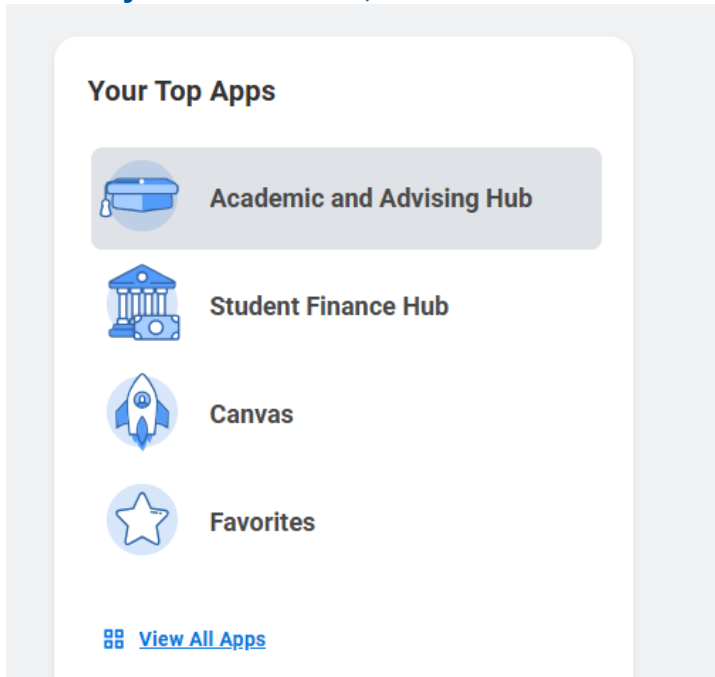 Your Top Apps
Academic and Advising Hub
Student Finance Hub
Canvas
Favorites
View All Apps